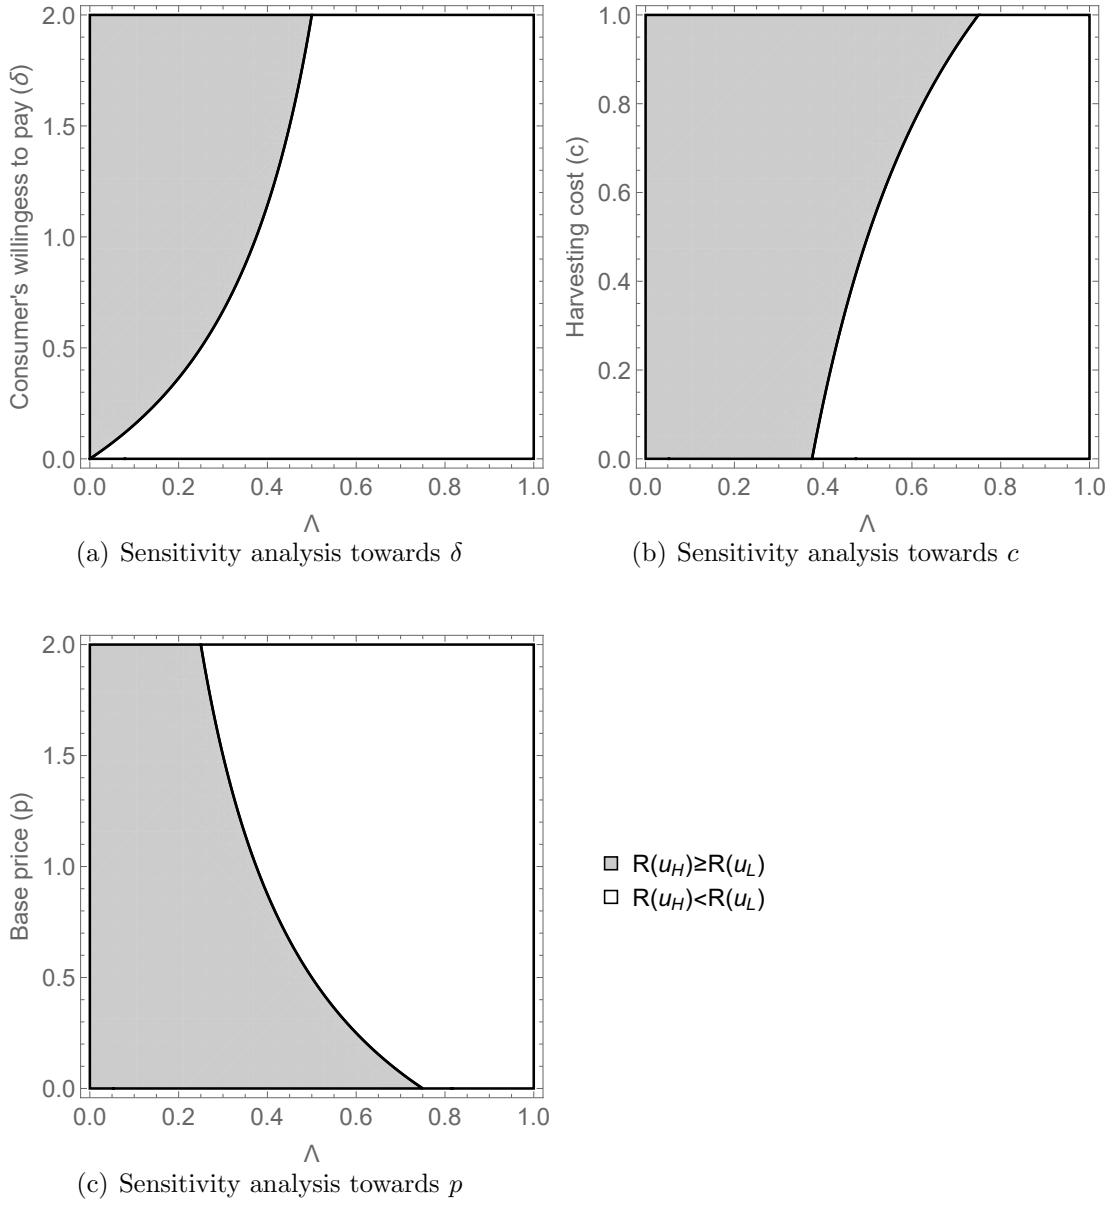 Consumer's willingess to pay (δ)
2.0
1.5
1.0
0.5
0.0
0.0 0.2 0.4 0.6 0.8 1.0
Λ
(a) Sensitivity analysis towards δ
Harvesting cost (c)
1.0
0.8
0.6
0.4
0.2
0.0
0.0 0.2 0.4 0.6 0.8 1.0
Λ
(b) Sensitivity analysis towards c
Base price (p)
2.0
1.5
1.0
0.5
0.0
0.0 0.2 0.4 0.6 0.8 1.0
Λ
(c) Sensitivity analysis towards p
R(u_H)≥R(u_L)
R(u_H)<R(u_L)